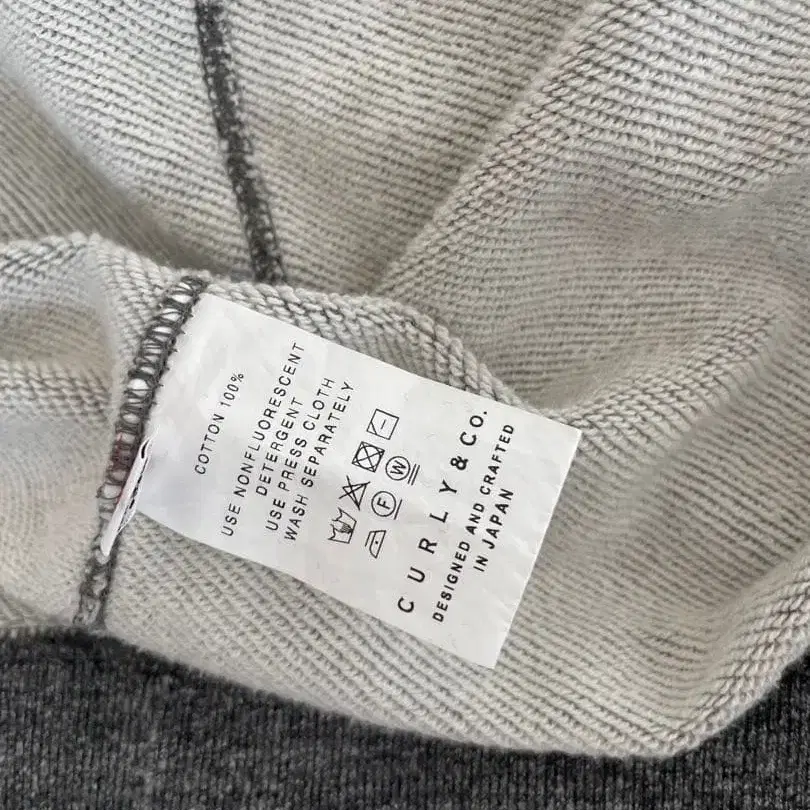 COTTON 100%
USE NONFLUORESCENT
DETERGENT
USE PRESS CLOTH
WASH SEPARATELY
F W
CURLY&CO.
DESIGNED AND CRAFTED
IN JAPAN